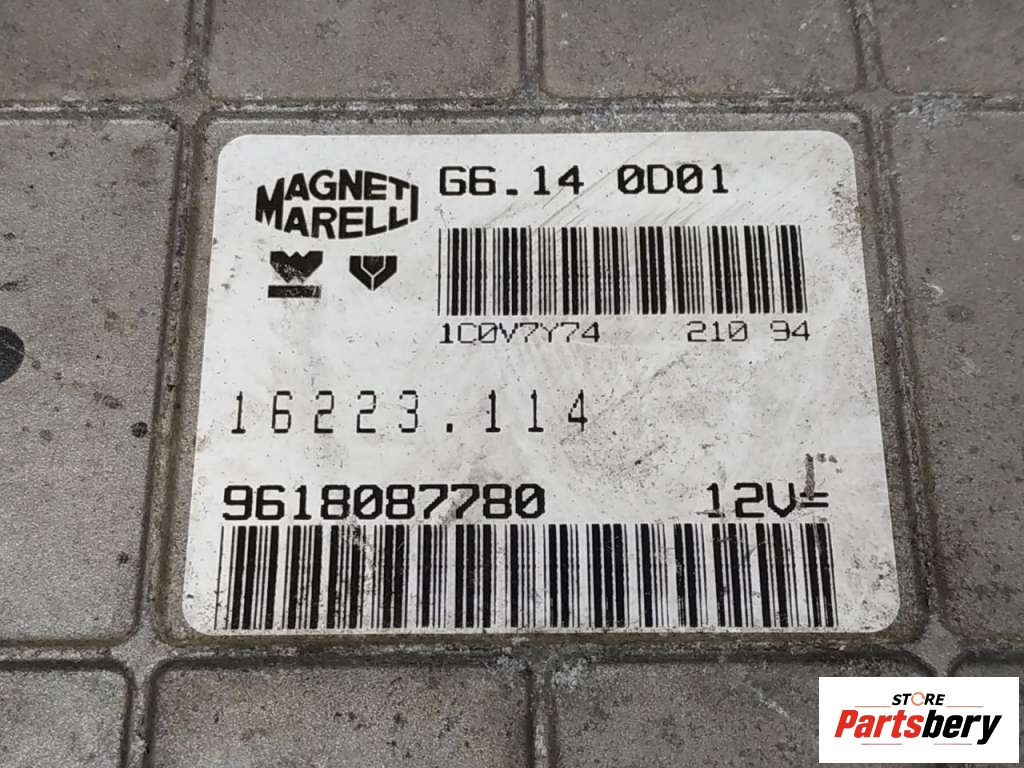 MAGNETI
MARELLI
G6.14 0D01
1C0V7Y74 210 94
16223.114
9618087780 12V=
STORE
Partsbery